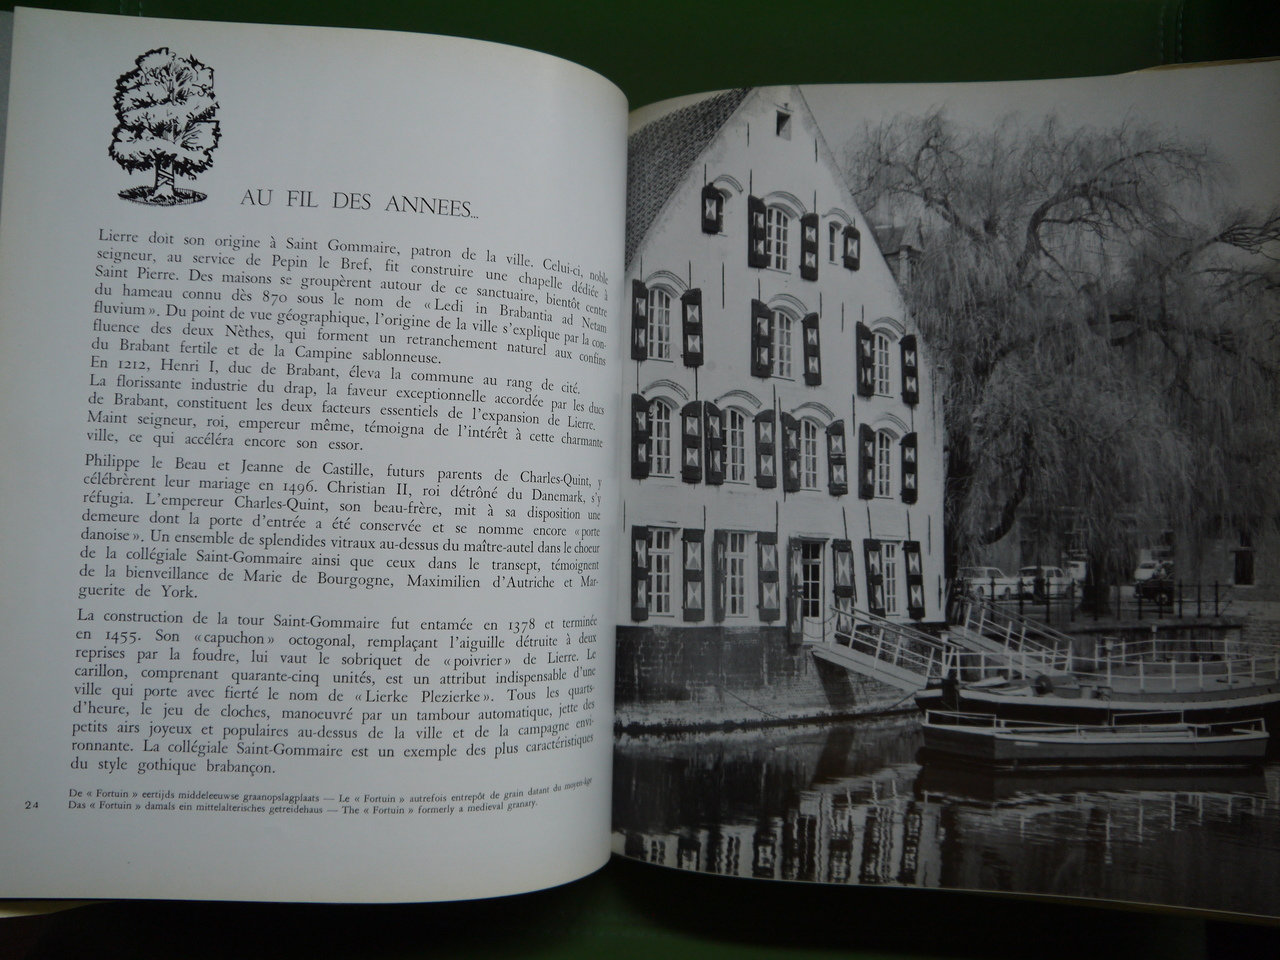 AU FIL DES ANNEES...
Lierre doit son origine à Saint Gommaire, patron de la ville. Celui-ci, noble
seigneur, au service de Pepin le Bref, fit construire une chapelle dédiée à
Saint Pierre. Des maisons se groupèrent autour de ce sanctuaire, bientôt centre
du hameau connu dès 870 sous le nom de « Ledi in Brabantia ad Netam
fluvium ». Du point de vue géographique, l'origine de la ville s'explique par la con-
fluence des deux Nèthes, qui forment un retranchement naturel aux confins
du Brabant fertile et de la Campine sablonneuse.
En 1212, Henri I, duc de Brabant, éleva la commune au rang de cité.
La florissante industrie du drap, la faveur exceptionnelle accordée par les ducs
de Brabant, constituent les deux facteurs essentiels de l'expansion de Lierre.
Maint seigneur, roi, empereur même, témoigna de l'intérêt à cette charmante
ville, ce qui accéléra encore son essor.
Philippe le Beau et Jeanne de Castille, futurs parents de Charles-Quint, y
célébrèrent leur mariage en 1496. Christian II, roi détrôné du Danemark, s'y
réfugia. L'empereur Charles-Quint, son beau-frère, mit à sa disposition une
demeure dont la porte d'entrée a été conservée et se nomme encore « porte
danoise ». Un ensemble de splendides vitraux au-dessus du maître-autel dans le choeur
de la collégiale Saint-Gommaire ainsi que ceux dans le transept, témoignent
de la bienveillance de Marie de Bourgogne, Maximilien d'Autriche et Mar-
guerite de York.
La construction de la tour Saint-Gommaire fut entamée en 1378 et terminée
en 1455. Son « capuchon » octogonal, remplaçant l'aiguille détruite à deux
reprises par la foudre, lui vaut le sobriquet de « poivrier » de Lierre. Le
carillon, comprenant quarante-cinq unités, est un attribut indispensable d'une
ville qui porte avec fierté le nom de « Lierke Plezierke ». Tous les quarts-
d'heure, le jeu de cloches, manoeuvré par un tambour automatique, jette des
petits airs joyeux et populaires au-dessus de la ville et de la campagne envi-
ronnante. La collégiale Saint-Gommaire est un exemple des plus caractéristiques
du style gothique brabançon.
De « Fortuin » eertijds middeleeuwse graanopslagplaats — Le « Fortuin » autrefois entrepôt de grain datant du moyen-âge
24 Das « Fortuin » damals ein mittelalterisches getreidehaus — The « Fortuin » formerly a medieval granary.